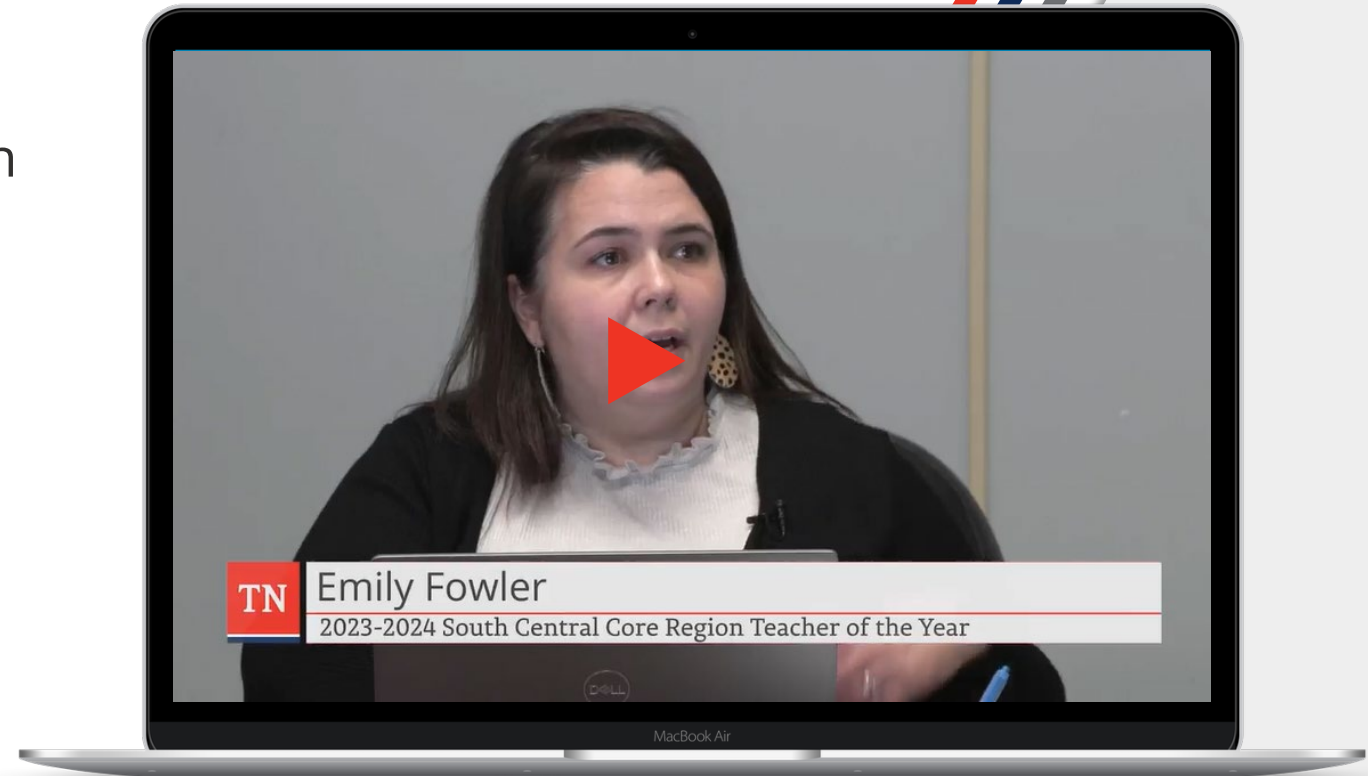 n
TN
Emily Fowler
2023-2024 South Central Core Region Teacher of the Year
DELL
MacBook Air